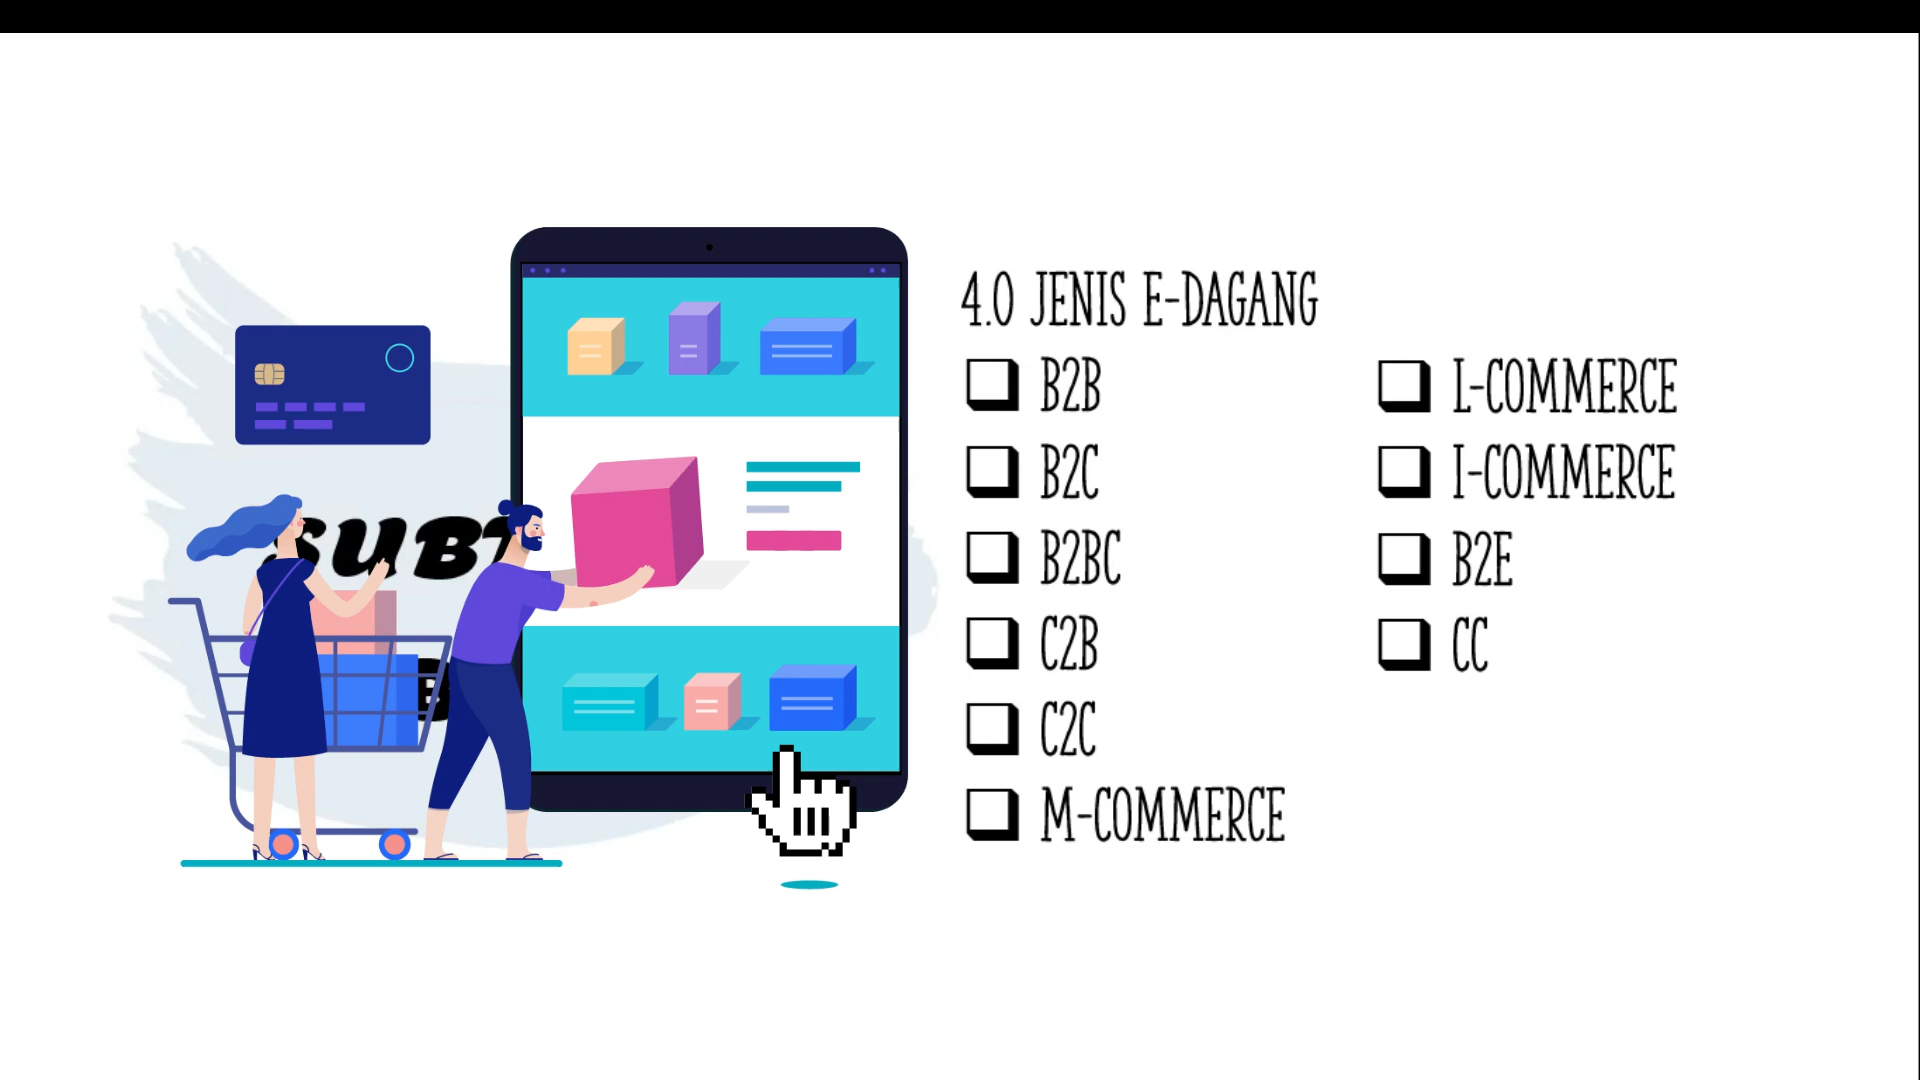 4.0 JENIS E-DAGANG
B2B
B2C
B2BC
C2B
C2C
M-COMMERCE
L-COMMERCE
I-COMMERCE
B2E
CC